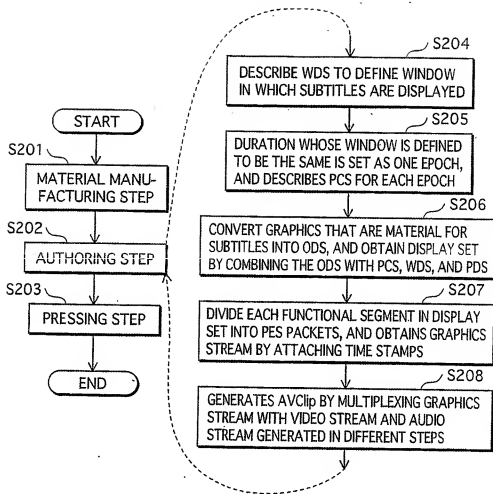 START
S201
MATERIAL MANU-
FACTURING STEP
S202
AUTHORING STEP
S203
PRESSING STEP
END
S204
DESCRIBE WDS TO DEFINE WINDOW
IN WHICH SUBTITLES ARE DISPLAYED
S205
DURATION WHOSE WINDOW IS DEFINED
TO BE THE SAME IS SET AS ONE EPOCH,
AND DESCRIBES PCS FOR EACH EPOCH
S206
CONVERT GRAPHICS THAT ARE MATERIAL FOR
SUBTITLES INTO ODS, AND OBTAIN DISPLAY SET
BY COMBINING THE ODS WITH PCS, WDS, AND PDS
S207
DIVIDE EACH FUNCTIONAL SEGMENT IN DISPLAY
SET INTO PES PACKETS, AND OBTAINS GRAPHICS
STREAM BY ATTACHING TIME STAMPS
S208
GENERATES AVClip BY MULTIPLEXING GRAPHICS
STREAM WITH VIDEO STREAM AND AUDIO
STREAM GENERATED IN DIFFERENT STEPS